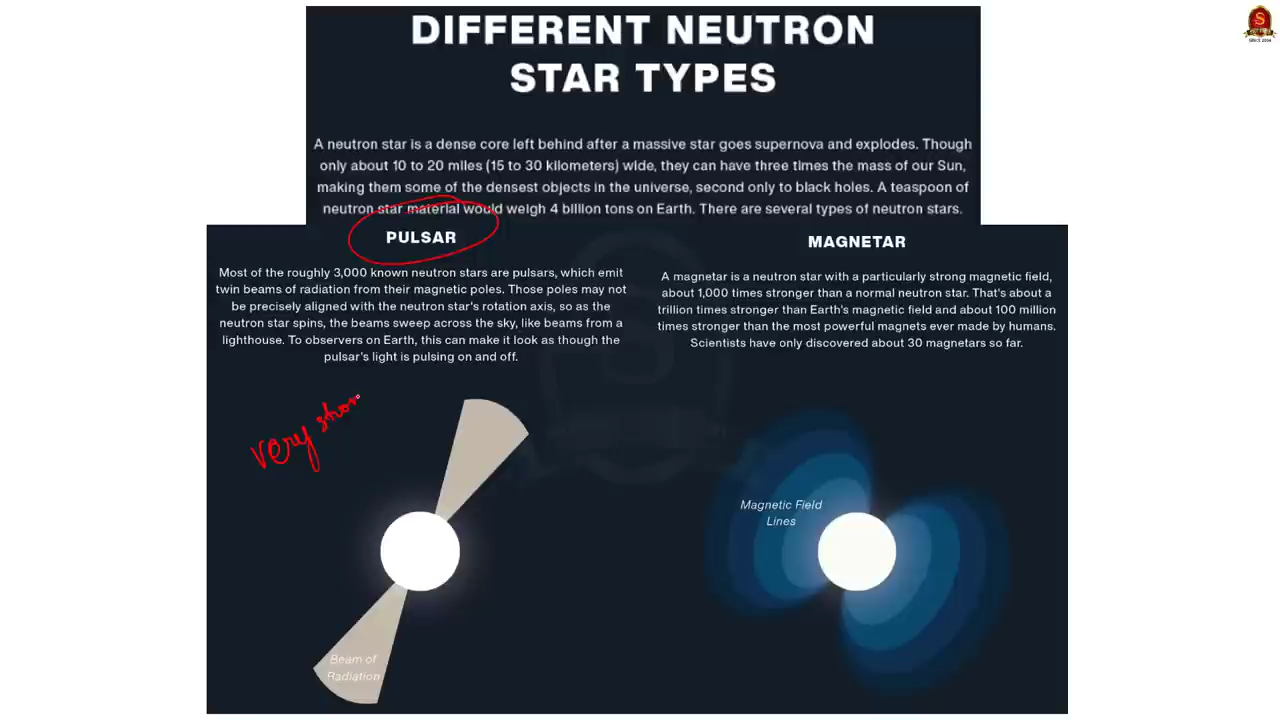 DIFFERENT NEUTRON
STAR TYPES
A neutron star is a dense core left behind after a massive star goes supernova and explodes. Though
only about 10 to 20 miles (15 to 30 kilometers) wide, they can have three times the mass of our Sun,
making them some of the densest objects in the universe, second only to black holes. A teaspoon of
neutron star material would weigh 4 billion tons on Earth. There are several types of neutron stars.
PULSAR
Most of the roughly 3,000 known neutron stars are pulsars, which emit
twin beams of radiation from their magnetic poles. Those poles may not
be precisely aligned with the neutron star's rotation axis, so as the
neutron star spins, the beams sweep across the sky, like beams from a
lighthouse. To observers on Earth, this can make it look as though the
pulsar's light is pulsing on and off.
very stron
Beam of
Radiation
MAGNETAR
A magnetar is a neutron star with a particularly strong magnetic field,
about 1,000 times stronger than a normal neutron star. That's about a
trillion times stronger than Earth's magnetic field and about 100 million
times stronger than the most powerful magnets ever made by humans.
Scientists have only discovered about 30 magnetars so far.
Magnetic Field
Lines
S
SINCE 2004